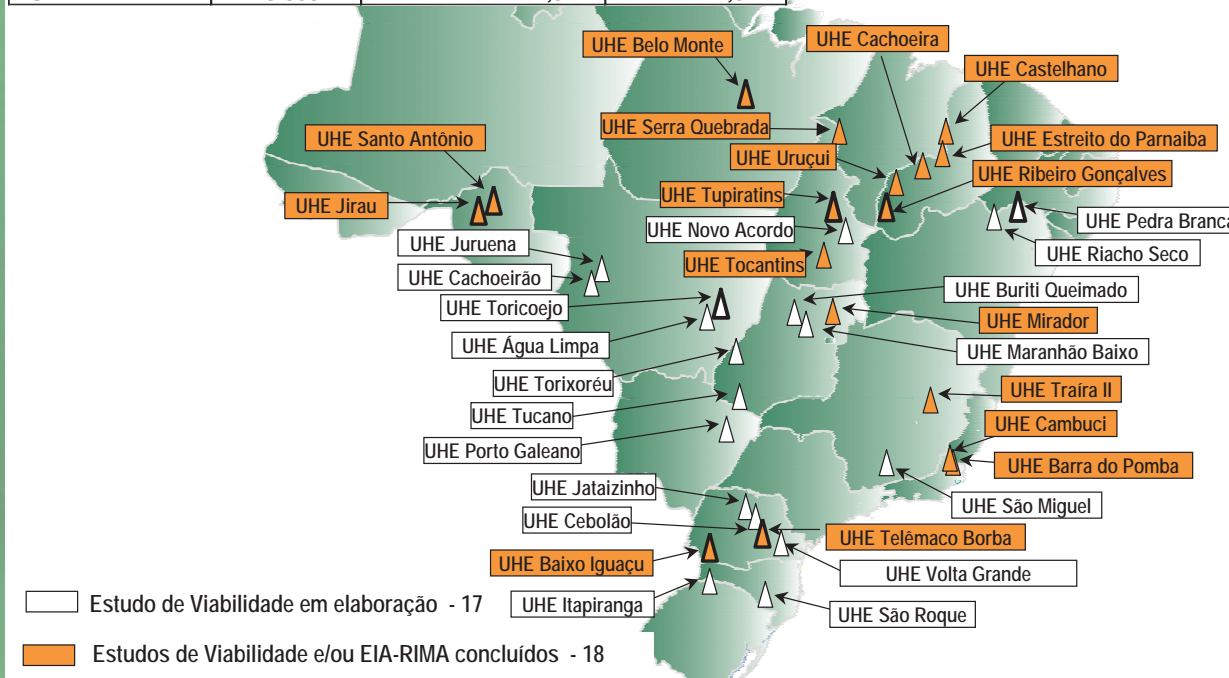 UHE Belo Monte
UHE Cachoeira
UHE Castelhano
UHE Serra Quebrada
UHE Santo Antônio
UHE Estreito do Parnaiba
UHE Uruçui
UHE Ribeiro Gonçalves
UHE Tupiratins
UHE Jirau
UHE Pedra Branca
UHE Novo Acordo
UHE Juruena
UHE Riacho Seco
UHE Tocantins
UHE Cachoeirão
UHE Buriti Queimado
UHE Toricoejo
UHE Mirador
UHE Água Limpa
UHE Maranhão Baixo
UHE Torixoréu
UHE Traíra II
UHE Tucano
UHE Cambuci
UHE Porto Galeano
UHE Barra do Pomba
UHE Jataizinho
UHE São Miguel
UHE Cebolão
UHE Telêmaco Borba
UHE Baixo Iguaçu
UHE Volta Grande
UHE Itapiranga
UHE São Roque
Estudo de Viabilidade em elaboração - 17
Estudos de Viabilidade e/ou EIA-RIMA concluídos - 18